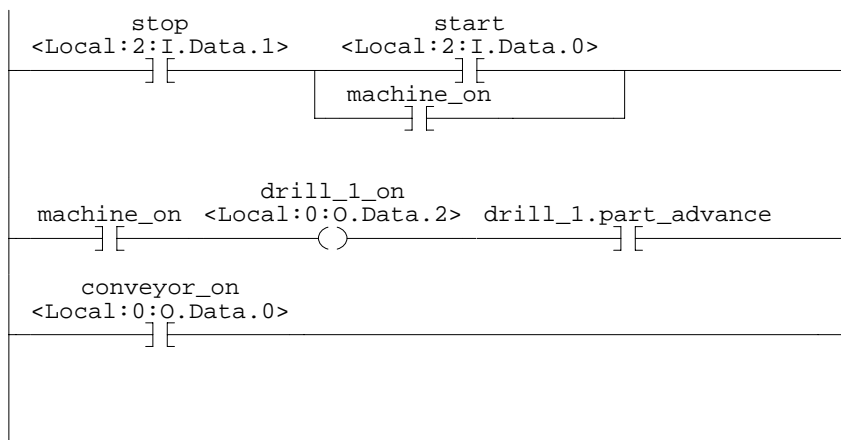 stop start
<Local:2:I.Data.1> <Local:2:I.Data.0>
machine_on
drill_1_on
machine_on <Local:0:O.Data.2> drill_1.part_advance
conveyor_on
<Local:0:O.Data.0>